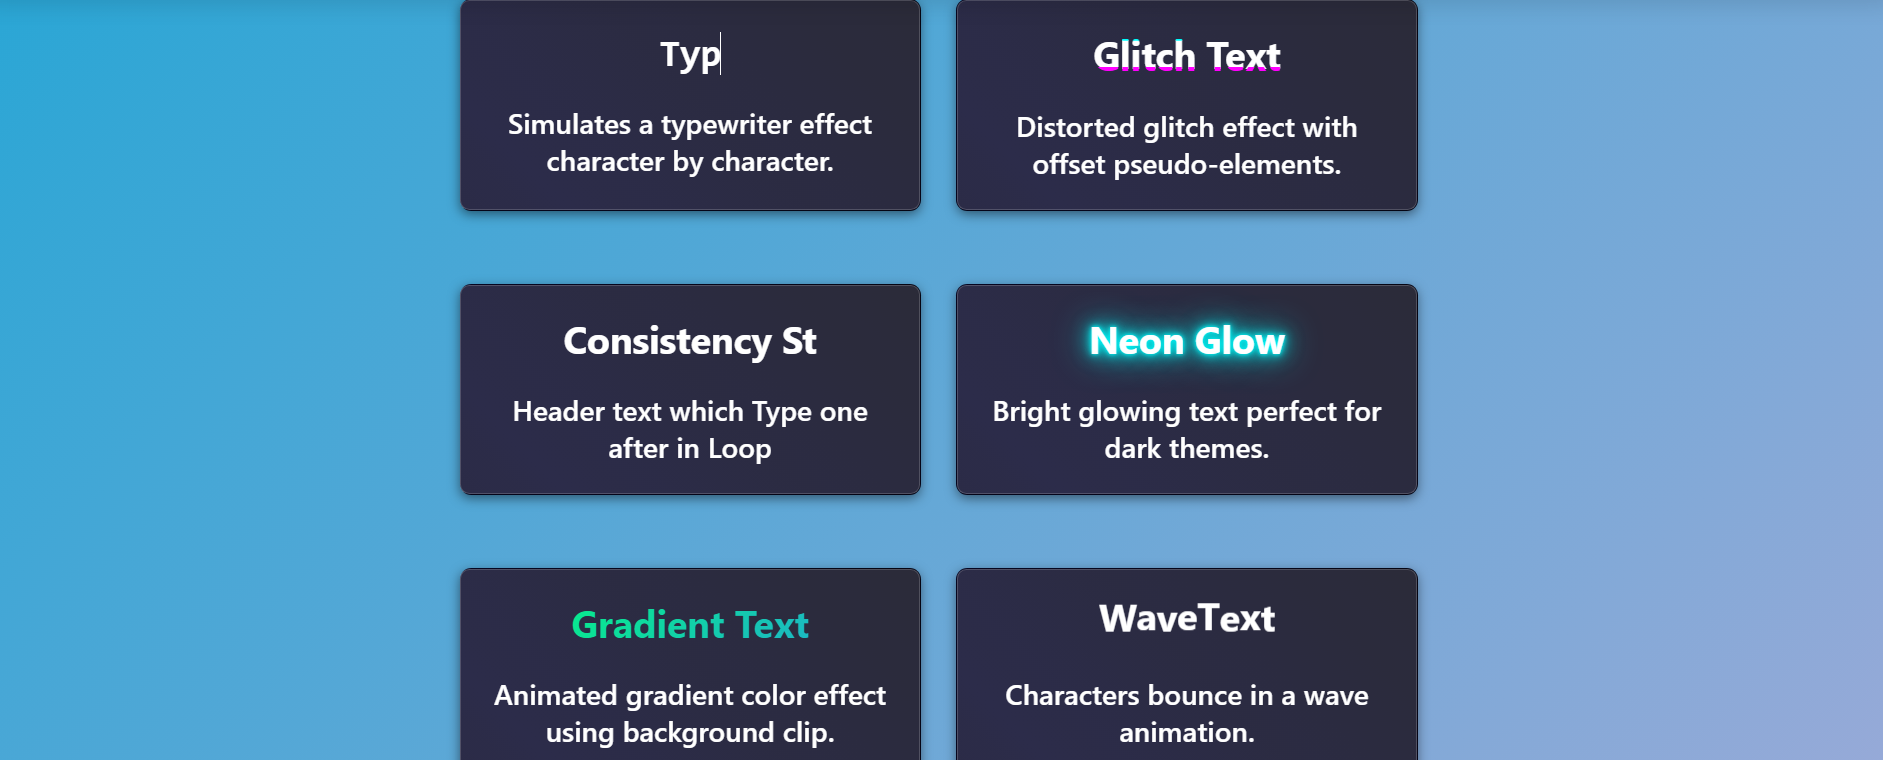 Typ
Simulates a typewriter effect
character by character.
Glitch Text
Distorted glitch effect with
offset pseudo-elements.
Consistency St
Header text which Type one
after in Loop
Neon Glow
Bright glowing text perfect for
dark themes.
Gradient Text
Animated gradient color effect
using background clip.
WaveText
Characters bounce in a wave
animation.